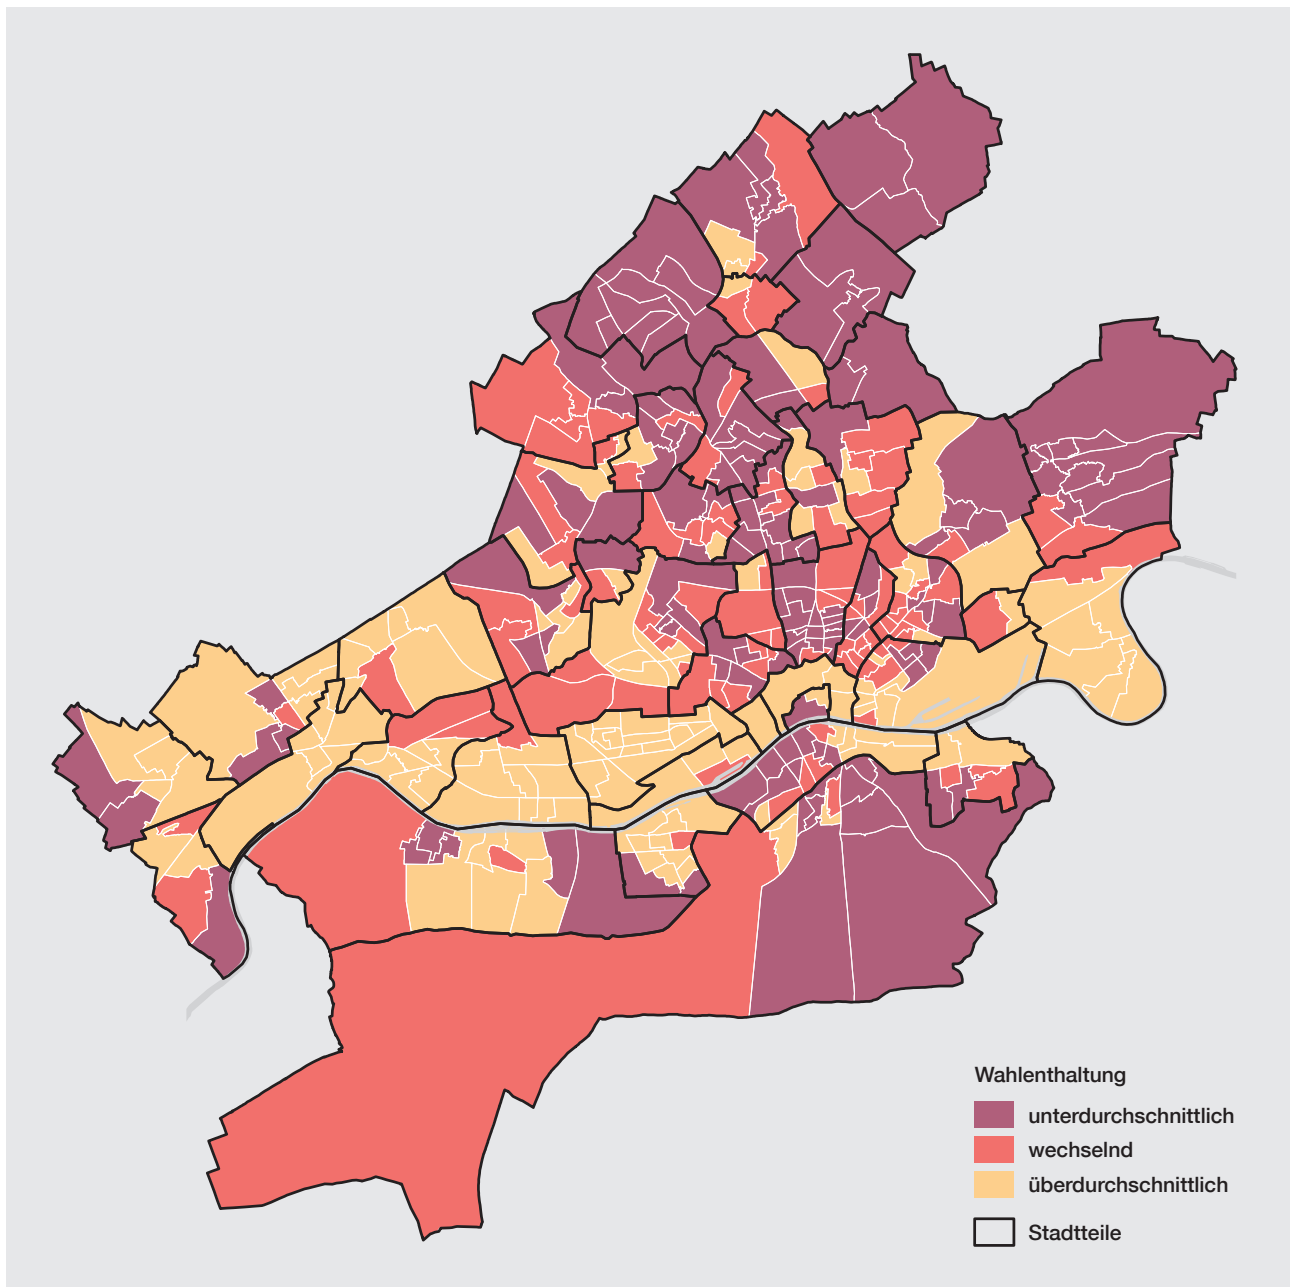 Wahlenthaltung
unterdurchschnittlich
wechselnd
überdurchschnittlich
Stadtteile